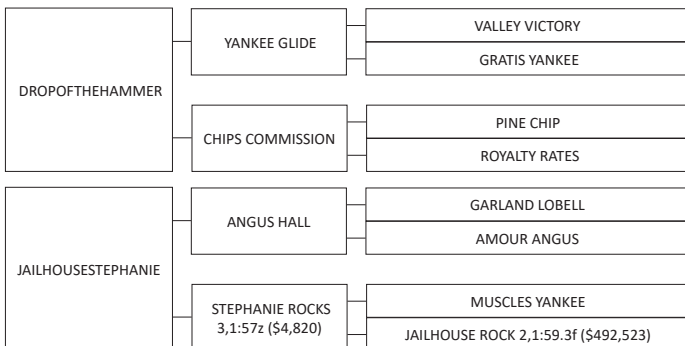 DROPOFTHEHAMMER
YANKEE GLIDE
VALLEY VICTORY
GRATIS YANKEE
CHIPS COMMISSION
PINE CHIP
ROYALTY RATES
JAILHOUSESTEPHANIE
ANGUS HALL
GARLAND LOBELL
AMOUR ANGUS
STEPHANIE ROCKS
3,1:57z ($4,820)
MUSCLES YANKEE
JAILHOUSE ROCK 2,1:59.3f ($492,523)